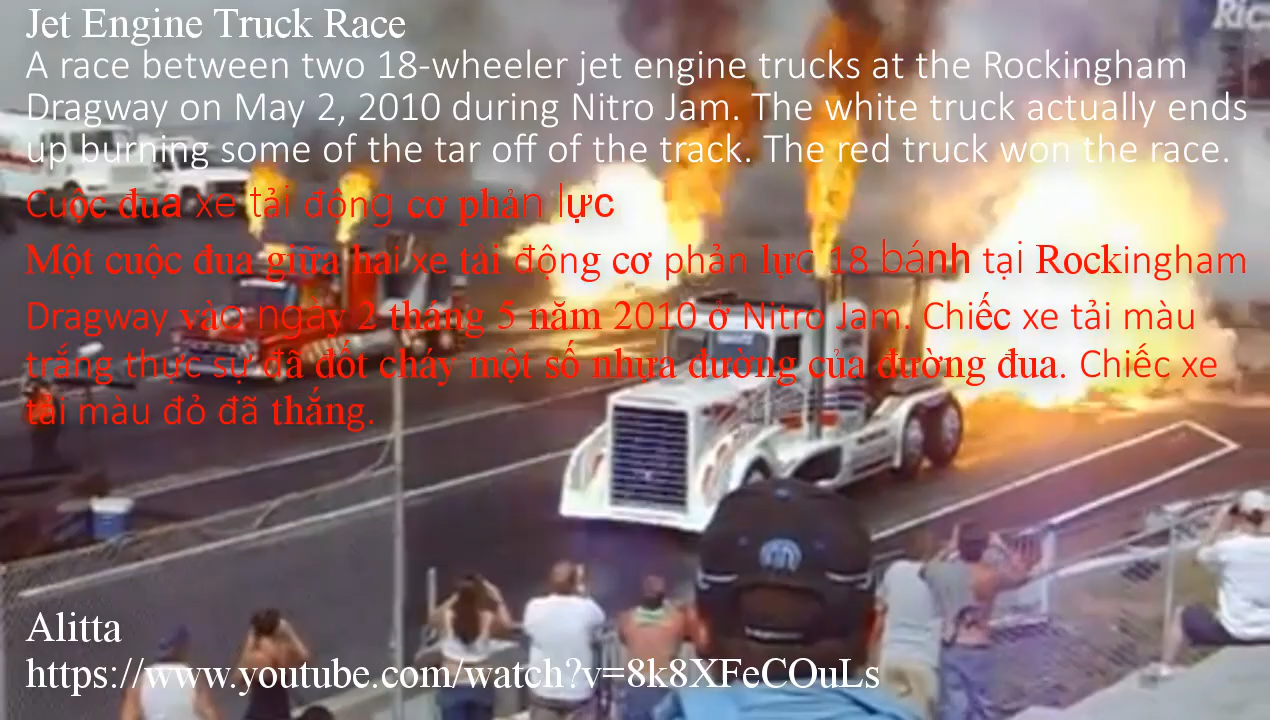 Ric
Jet Engine Truck Race
A race between two 18-wheeler jet engine trucks at the Rockingham
Dragway on May 2, 2010 during Nitro Jam. The white truck actually ends
up burning some of the tar off of the track. The red truck won the race.
Cuộc đua xe tải động cơ phản lực
Một cuộc đua giữa hai xe tải động cơ phản lực 18 bánh tại Rockingham
Dragway vào ngày 2 tháng 5 năm 2010 ở Nitro Jam. Chiếc xe tải màu
trắng thực sự đã đốt cháy một số nhựa đường của đường đua. Chiếc xe
tải màu đỏ đã thắng.
Alitta
https://www.youtube.com/watch?v=8k8XFeCOuLs